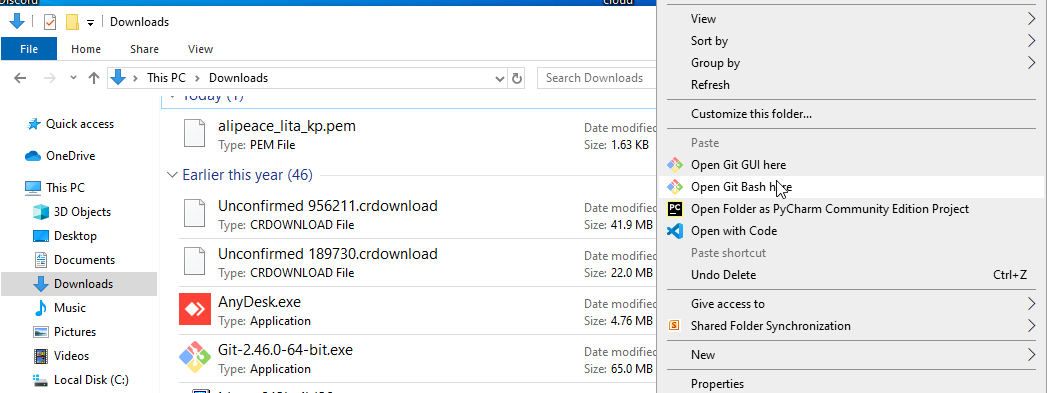 Discord
cloud
Downloads
File
Home
Share
View
This PC
Downloads
Search Downloads
Quick access
OneDrive
This PC
3D Objects
Desktop
Documents
Downloads
Music
Pictures
Videos
Local Disk (C:)
Today (1)
alipeace_lita_kp.pem
Type: PEM File
Date modified
Size: 1.63 KB
Earlier this year (46)
Unconfirmed 956211.crdownload
Type: CRDOWNLOAD File
Date modified
Size: 41.9 MB
Unconfirmed 189730.crdownload
Type: CRDOWNLOAD File
Date modified
Size: 22.0 MB
AnyDesk.exe
Type: Application
Date modified
Size: 4.76 MB
Git-2.46.0-64-bit.exe
Type: Application
Date modified
Size: 65.0 MB
View
Sort by
Group by
Refresh
Customize this folder...
Paste
Open Git GUI here
Open Git Bash here
PC
Open Folder as PyCharm Community Edition Project
Open with Code
Paste shortcut
Undo Delete Ctrl+Z
Give access to
S
Shared Folder Synchronization
New
Properties